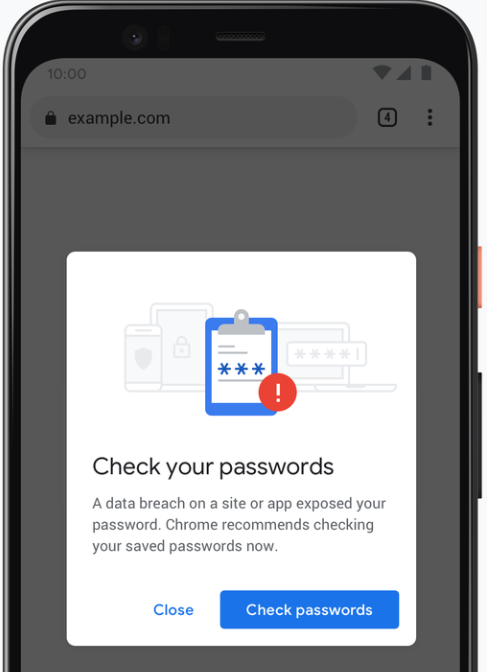 10:00
example.com 4
***
****|
!
Check your passwords
A data breach on a site or app exposed your
password. Chrome recommends checking
your saved passwords now.
Close Check passwords